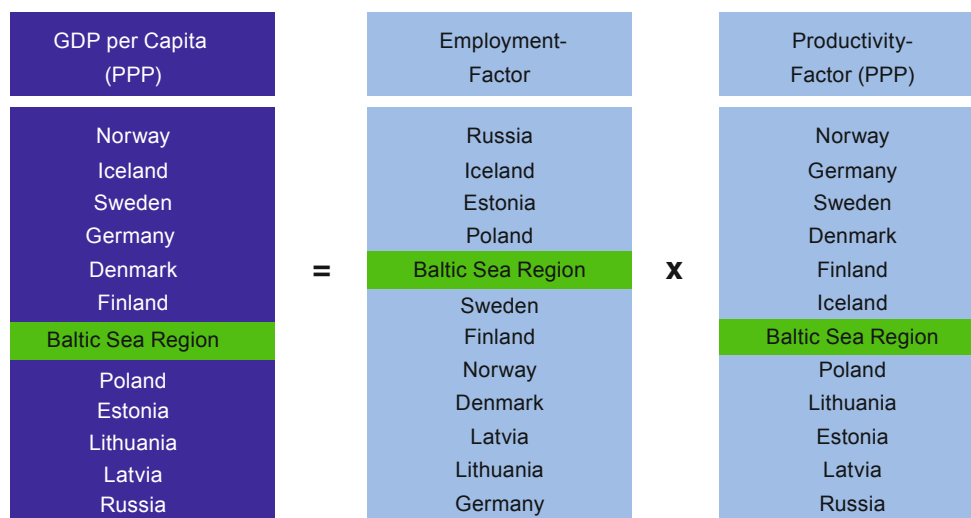 GDP per Capita
(PPP)
Norway
Iceland
Sweden
Germany
Denmark
Finland
Baltic Sea Region
Poland
Estonia
Lithuania
Latvia
Russia
=
Employment-
Factor
Russia
Iceland
Estonia
Poland
Baltic Sea Region
Sweden
Finland
Norway
Denmark
Latvia
Lithuania
Germany
x
Productivity-
Factor (PPP)
Norway
Germany
Sweden
Denmark
Finland
Iceland
Baltic Sea Region
Poland
Lithuania
Estonia
Latvia
Russia